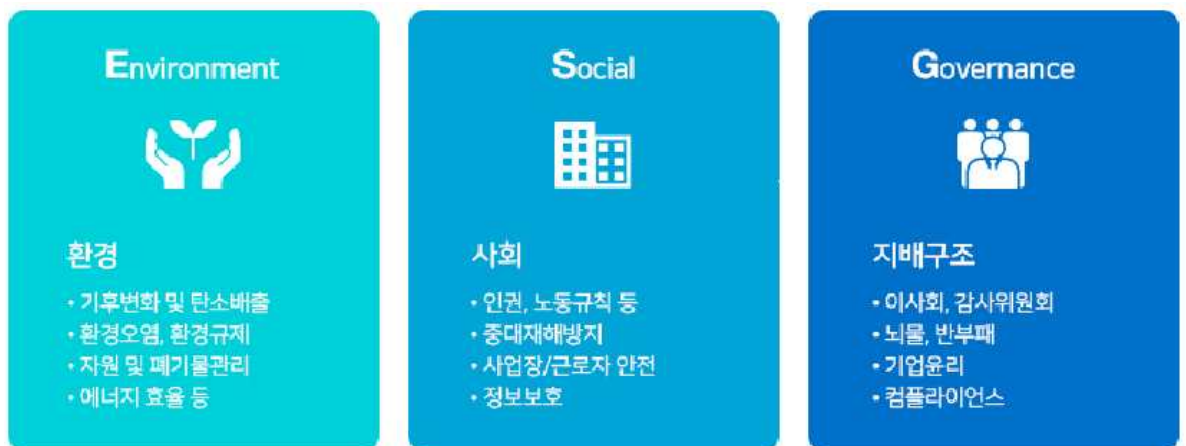 Environment
환경
• 기후변화 및 탄소배출
• 환경오염, 환경규제
• 자원 및 폐기물관리
• 에너지 효율 등
Social
사회
• 인권, 노동규칙 등
• 중대재해방지
• 사업장/근로자 안전
• 정보보호
Governance
지배구조
• 이사회, 감사위원회
• 뇌물, 반부패
• 기업윤리
• 컴플라이언스